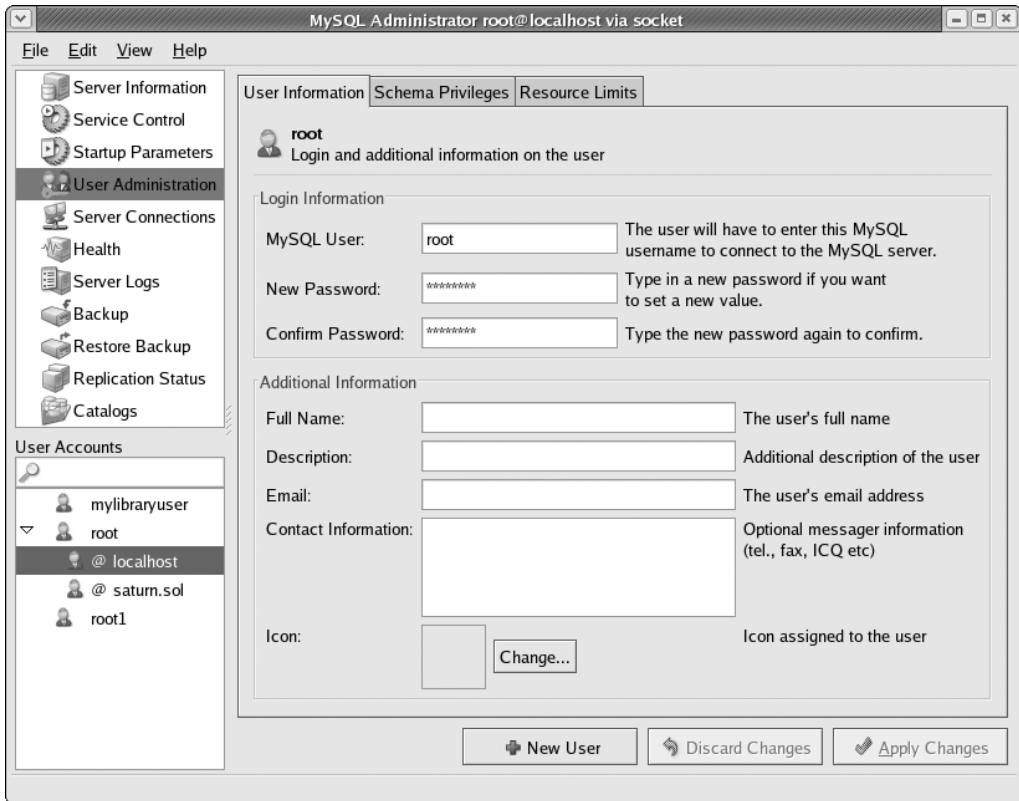 MySQL Administrator root@localhost via socket
File Edit View Help
Server Information
Service Control
Startup Parameters
User Administration
Server Connections
Health
Server Logs
Backup
Restore Backup
Replication Status
Catalogs
User Accounts
mylibraryuser
root
@ localhost
@ saturn.sol
root1
User Information Schema Privileges Resource Limits
root
Login and additional information on the user
Login Information
MySQL User: root The user will have to enter this MySQL
username to connect to the MySQL server.
New Password: ******** Type in a new password if you want
to set a new value.
Confirm Password: ******** Type the new password again to confirm.
Additional Information
Full Name: The user's full name
Description: Additional description of the user
Email: The user's email address
Contact Information: Optional messager information
(tel., fax, ICQ etc)
Icon: Change... Icon assigned to the user
New User Discard Changes Apply Changes